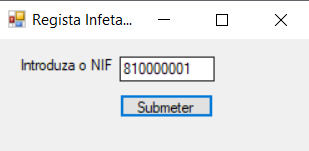 Regista Infeta...
Introduza o NIF 810000001
Submeter